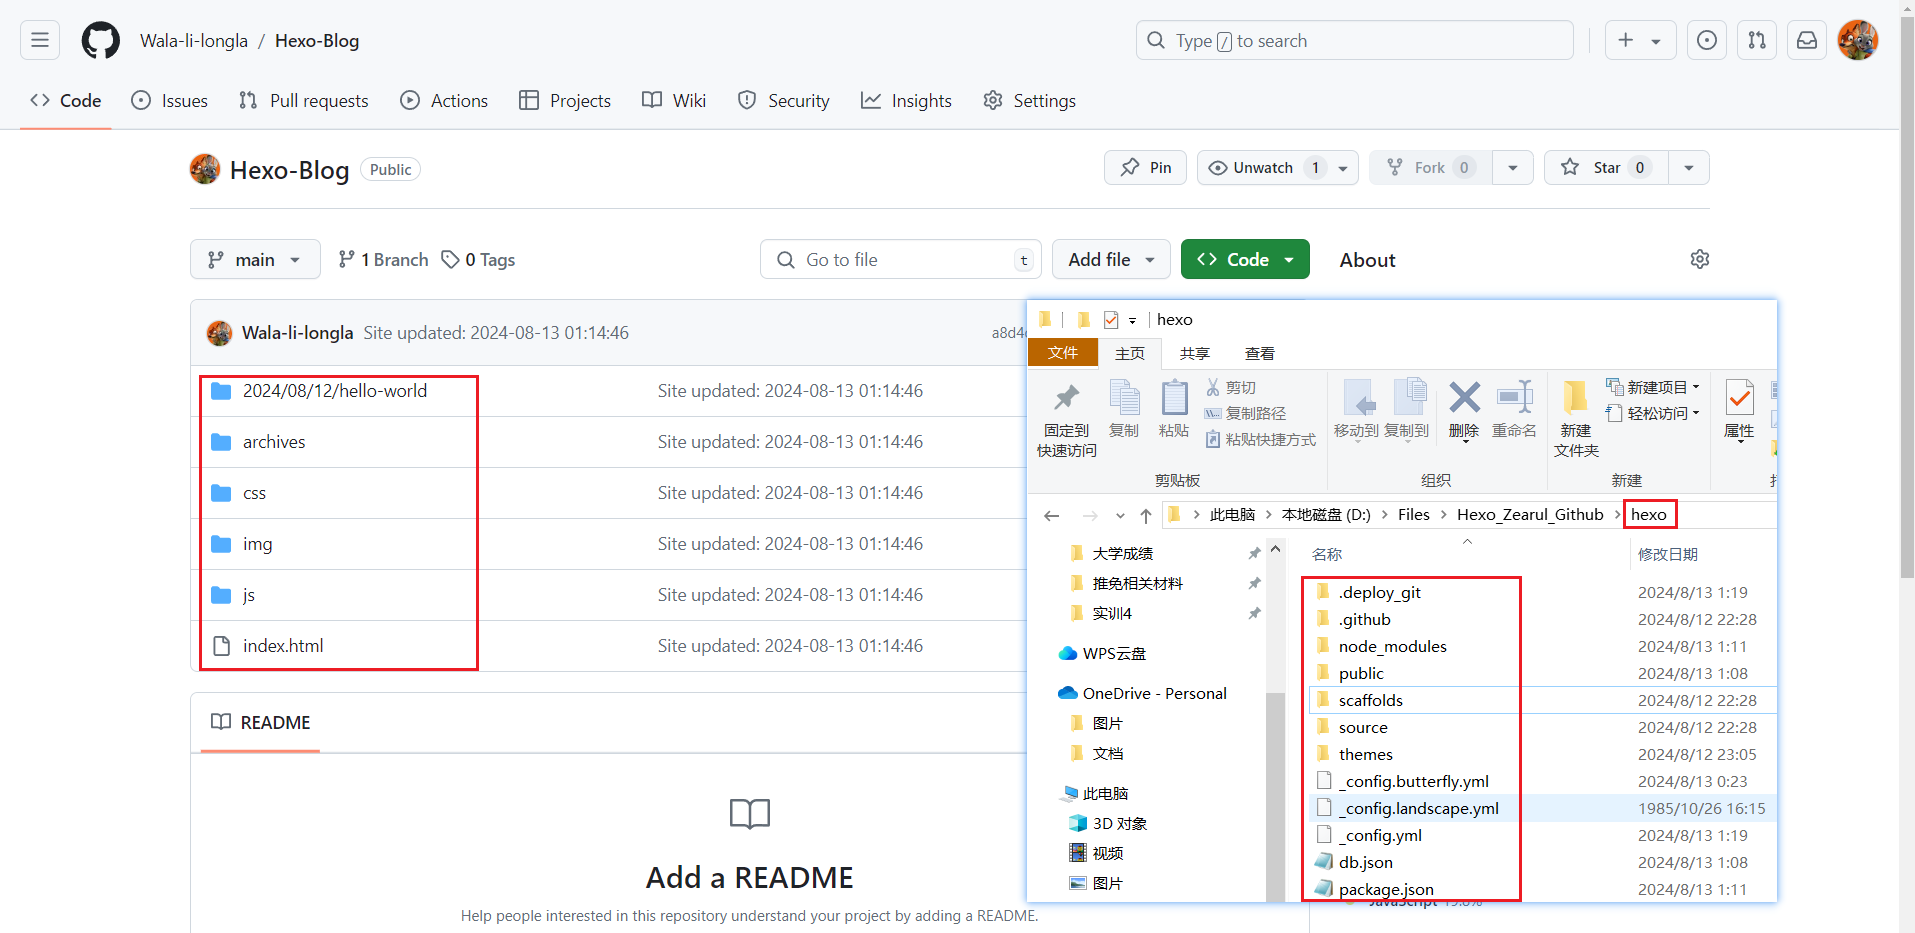 Wala-li-longla / Hexo-Blog
Type / to search
Code
Issues
Pull requests
Actions
Projects
Wiki
Security
Insights
Settings
Hexo-Blog Public
Pin
Unwatch 1
Fork 0
Star 0
main
1 Branch
0 Tags
Go to file t
Add file
Code
About
Wala-li-longla Site updated: 2024-08-13 01:14:46
2024/08/12/hello-world Site updated: 2024-08-13 01:14:46
archives Site updated: 2024-08-13 01:14:46
css Site updated: 2024-08-13 01:14:46
img Site updated: 2024-08-13 01:14:46
js Site updated: 2024-08-13 01:14:46
index.html Site updated: 2024-08-13 01:14:46
README
Add a README
Help people interested in this repository understand your project by adding a README.
hexo
文件 主页 共享 查看
固定到
快速访问
复制
粘贴
剪切
复制路径
粘贴快捷方式
剪贴板
移动到
复制到
删除
重命名
组织
新建
文件夹
新建项目
轻松访问
新建
属性
此电脑 本地磁盘 (D:) Files Hexo_Zearul_Github hexo
大学成绩
推免相关材料
实训4
WPS云盘
OneDrive - Personal
图片
文档
此电脑
3D 对象
视频
图片
名称 修改日期
.deploy_git 2024/8/13 1:19
.github 2024/8/12 22:28
node_modules 2024/8/13 1:11
public 2024/8/13 1:08
scaffolds 2024/8/12 22:28
source 2024/8/12 22:28
themes 2024/8/12 23:05
_config.butterfly.yml 2024/8/13 0:23
_config.landscape.yml 1985/10/26 16:15
_config.yml 2024/8/13 1:19
db.json 2024/8/13 1:08
package.json 2024/8/13 1:11